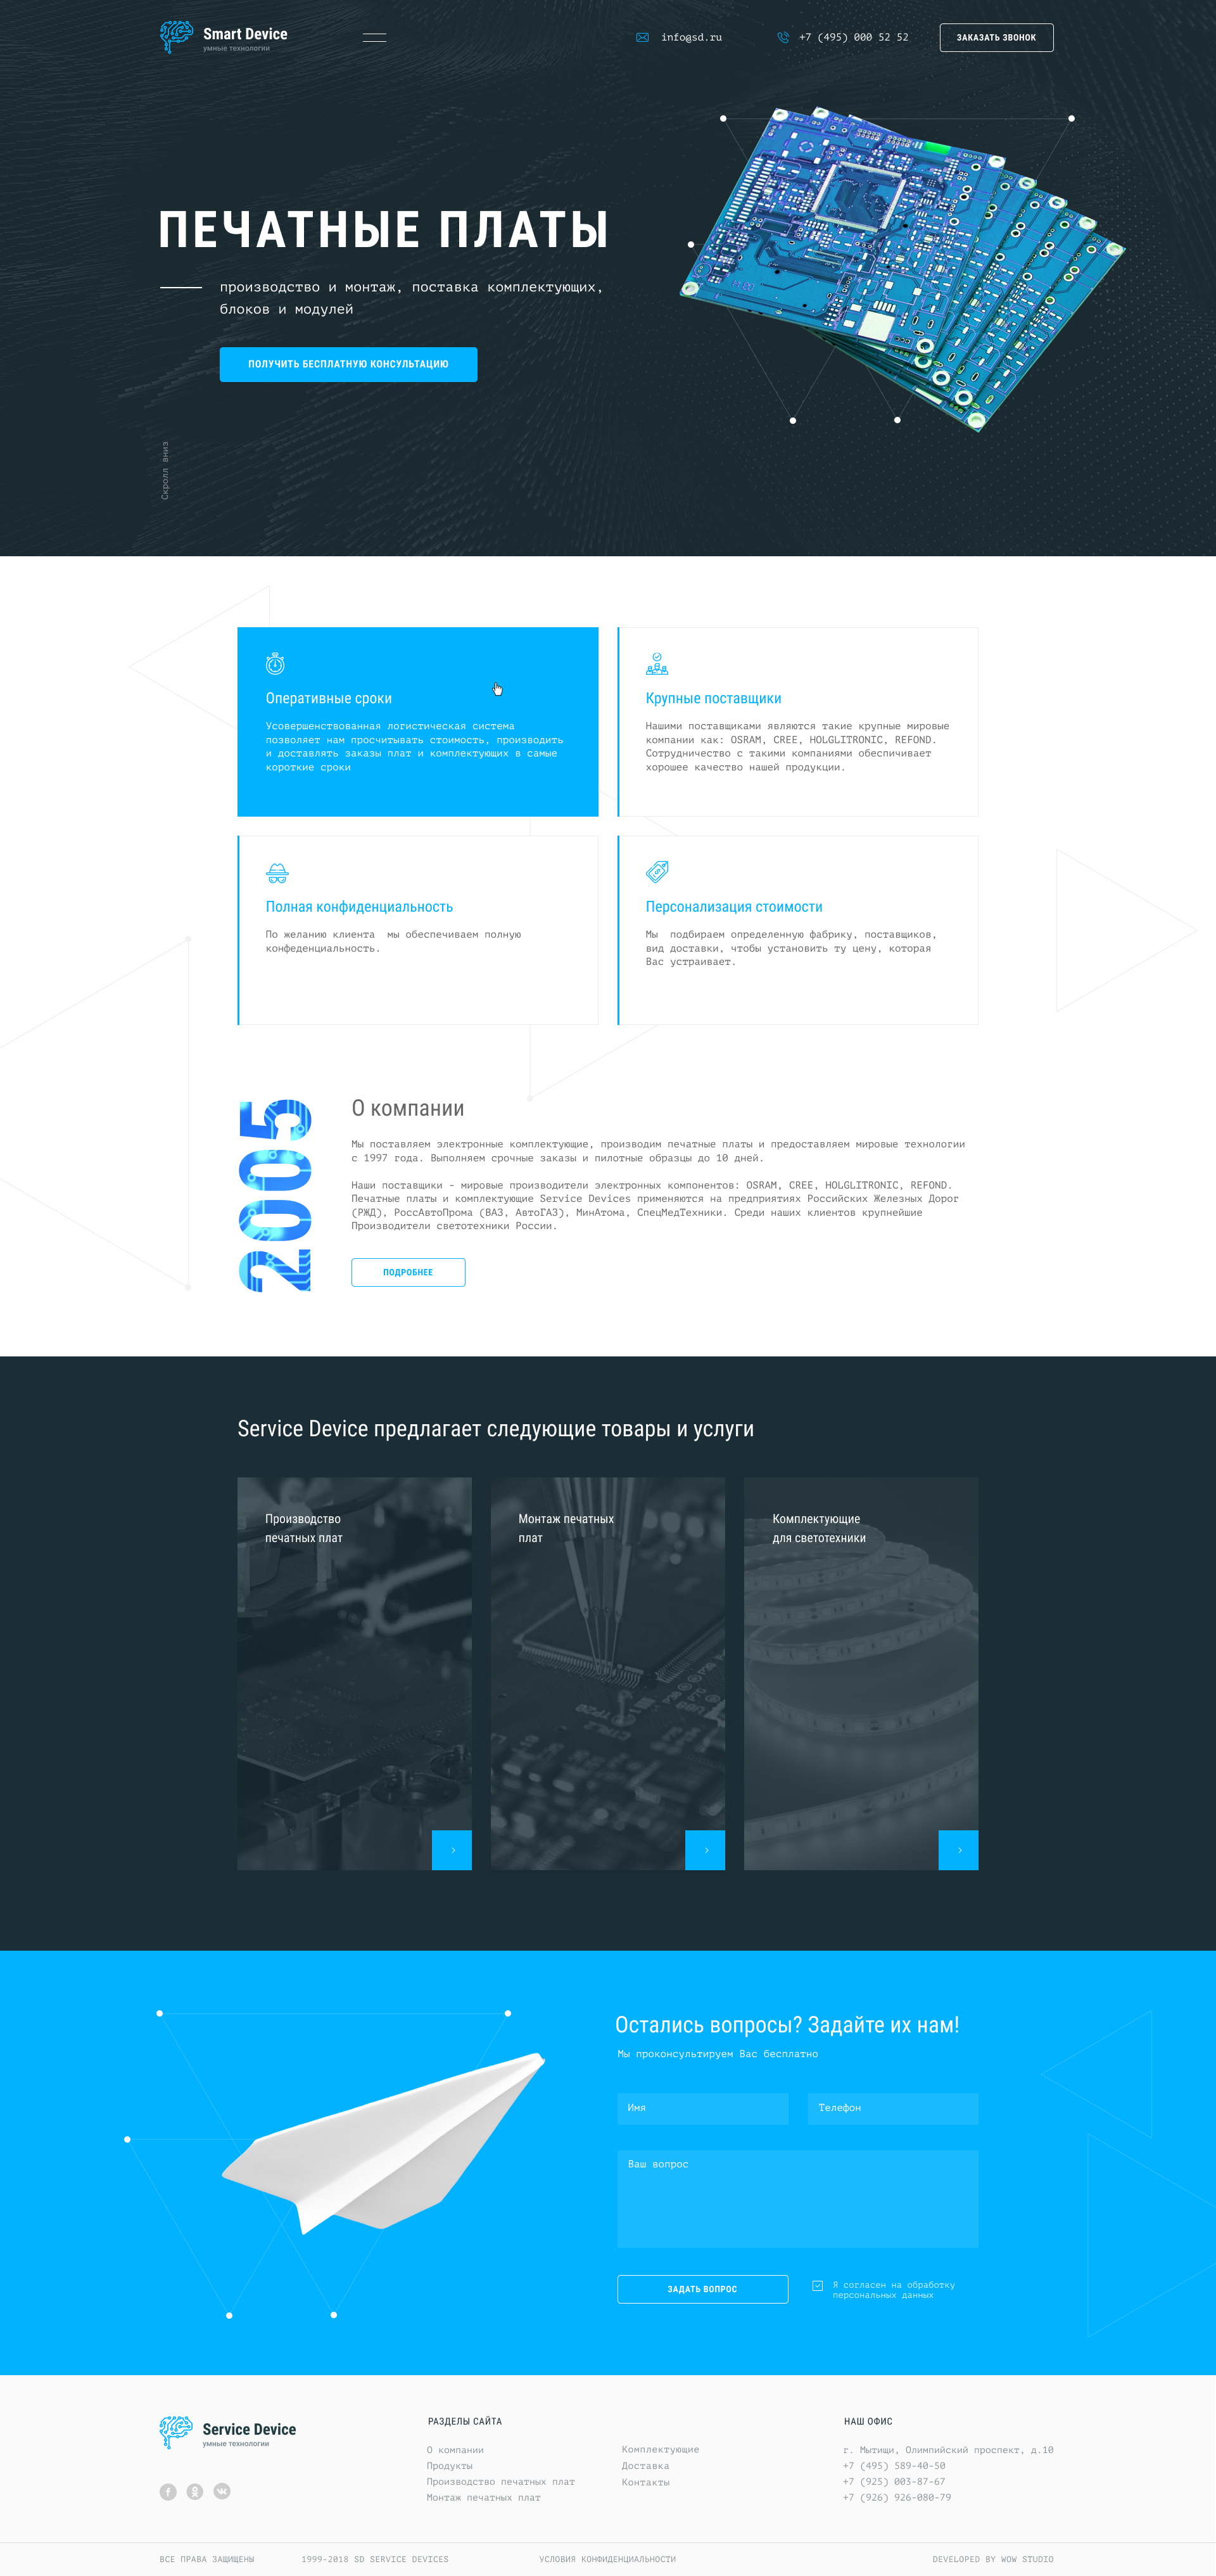 Smart Device
умные технологии
info@sd.ru
+7 (495) 000 52 52
ЗАКАЗАТЬ ЗВОНОК
ПЕЧАТНЫЕ ПЛАТЫ
производство и монтаж, поставка комплектующих,
блоков и модулей
ПОЛУЧИТЬ БЕСПЛАТНУЮ КОНСУЛЬТАЦИЮ
Скролл вниз
Оперативные сроки
Усовершенствованная логистическая система
позволяет нам просчитывать стоимость, производить
и доставлять заказы плат и комплектующих в самые
короткие сроки
Крупные поставщики
Нашими поставщиками являются такие крупные мировые
компании как: OSRAM, CREE, HOLGLITRONIC, REFOND.
Сотрудничество с такими компаниями обеспичивает
хорошее качество нашей продукции.
Полная конфиденциальность
По желанию клиента  мы обеспечиваем полную
конфеденциальность.
Персонализация стоимости
Мы  подбираем определенную фабрику, поставщиков,
вид доставки, чтобы установить ту цену, которая
Вас устраивает.
2005
О компании
Мы поставляем электронные комплектующие, производим печатные платы и предоставляем мировые технологии
с 1997 года. Выполняем срочные заказы и пилотные образцы до 10 дней.
Наши поставщики - мировые производители электронных компонентов: OSRAM, CREE, HOLGLITRONIC, REFOND.
Печатные платы и комплектующие Service Devices применяются на предприятиях Российских Железных Дорог
(РЖД), РоссАвтоПрома (ВАЗ, АвтоГАЗ), МинАтома, СпецМедТехники. Среди наших клиентов крупнейшие
Производители светотехники России.
ПОДРОБНЕЕ
Service Device предлагает следующие товары и услуги
Производство
печатных плат
Монтаж печатных
плат
Комплектующие
для светотехники
TP20
Остались вопросы? Задайте их нам!
Мы проконсультируем Вас бесплатно
Имя
Телефон
Ваш вопрос
ЗАДАТЬ ВОПРОС
Я согласен на обработку
персональных данных
Service Device
умные технологии
РАЗДЕЛЫ САЙТА
О компании
Продукты
Производство печатных плат
Монтаж печатных плат
Комплектующие
Доставка
Контакты
НАШ ОФИС
г. Мытищи, Олимпийский проспект, д.10
+7 (495) 589-40-50
+7 (925) 003-87-67
+7 (926) 926-080-79
ВСЕ ПРАВА ЗАЩИЩЕНЫ
1999-2018 SD SERVICE DEVICES
УСЛОВИЯ КОНФИДЕНЦИАЛЬНОСТИ
DEVELOPED BY WOW STUDIO